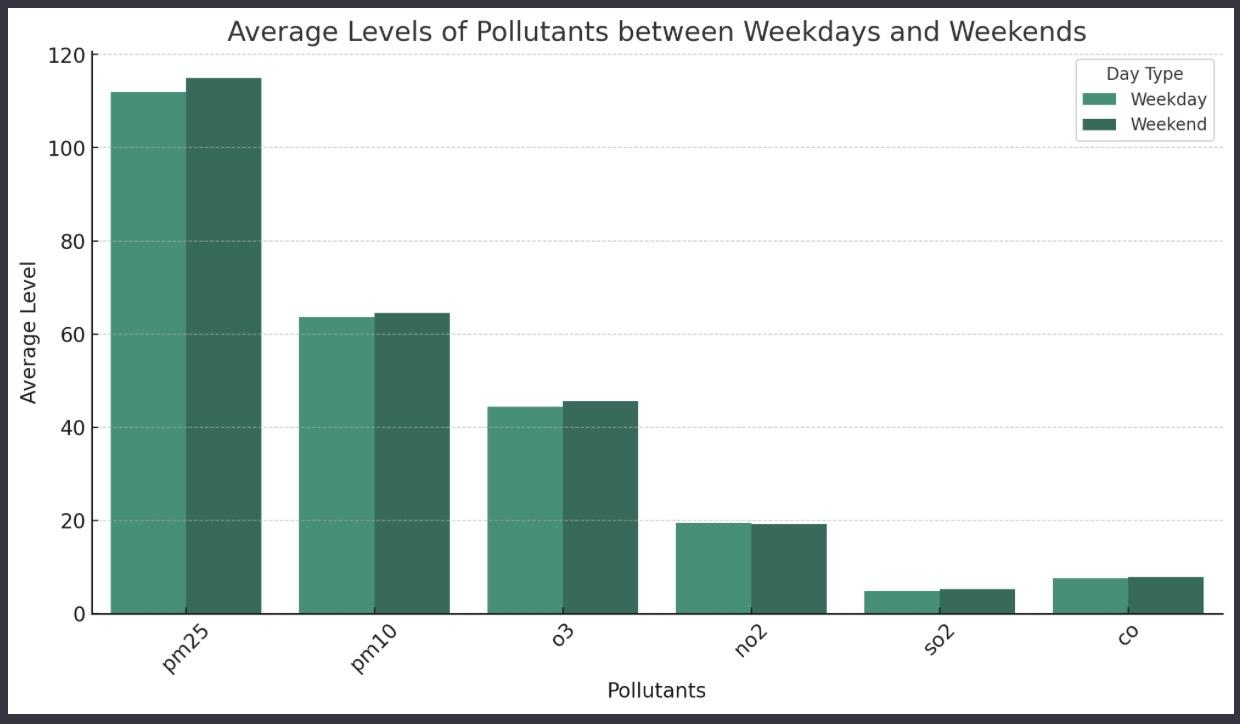 Average Levels of Pollutants between Weekdays and Weekends
120
100
80
60
40
20
0
Average Level
Day Type
Weekday
Weekend
pm25
pm10
o3
no2
so2
co
Pollutants